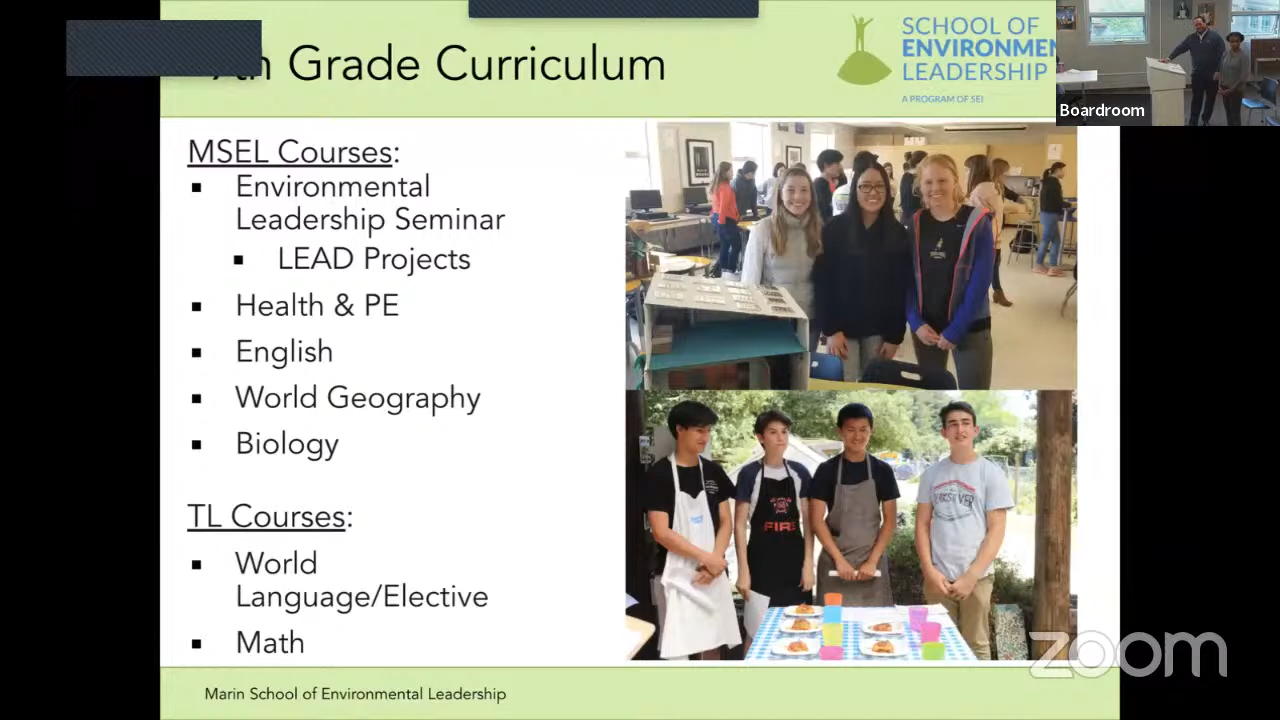 Grade Curriculum
SCHOOL OF
LEADERSHIP
A PROGRAM OF SEI
Boardroom
MSEL Courses:
▪ Environmental
Leadership Seminar
▪ LEAD Projects
▪ Health & PE
▪ English
▪ World Geography
▪ Biology
TL Courses:
▪ World
Language/Elective
▪ Math
FIRE
zoom
Marin School of Environmental Leadership